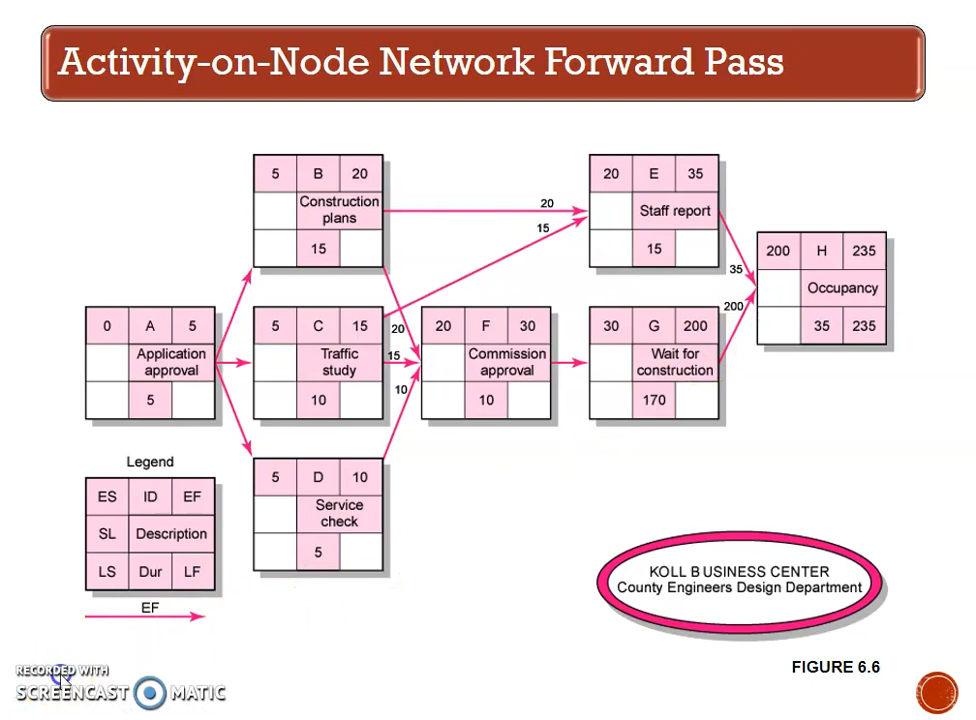 Activity-on-Node Network Forward Pass
5 B 20
Construction
plans
15
20 E 35
Staff report
15
20
15
200 H 235
Occupancy
35 235
35
200
0 A 5
Application
approval
5
5 C 15
Traffic
study
10
20
15
10
20 F 30
Commission
approval
10
30 G 200
Wait for
construction
170
5 D 10
Service
check
5
Legend
ES ID EF
SL Description
LS Dur LF
EF
KOLL B USINESS CENTER
County Engineers Design Department
FIGURE 6.6
RECORDED WITH
SCREENCAST MATIC